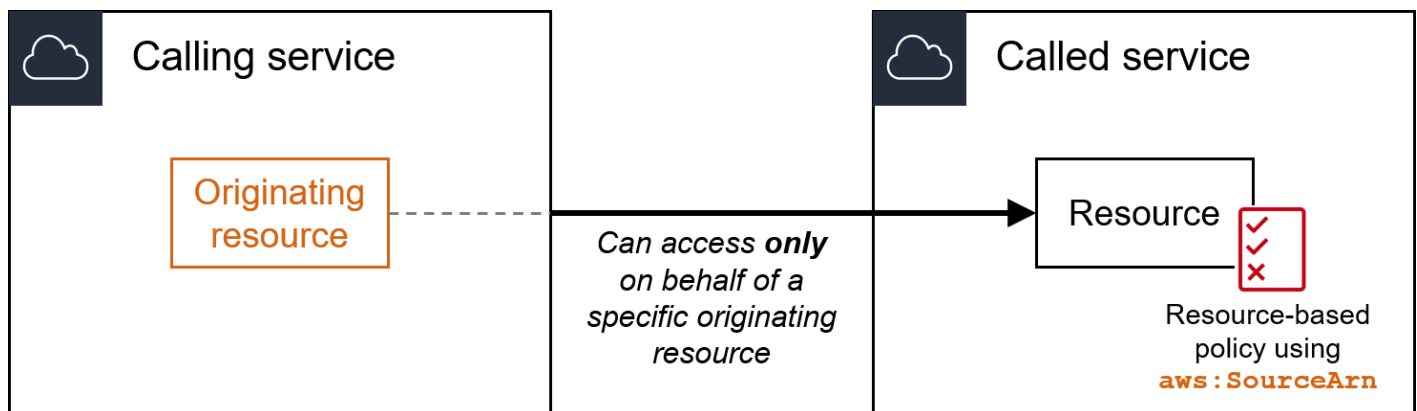 Calling service
Originating
resource
Can access only
on behalf of a
specific originating
resource
Called service
Resource
Resource-based
policy using
aws:SourceArn